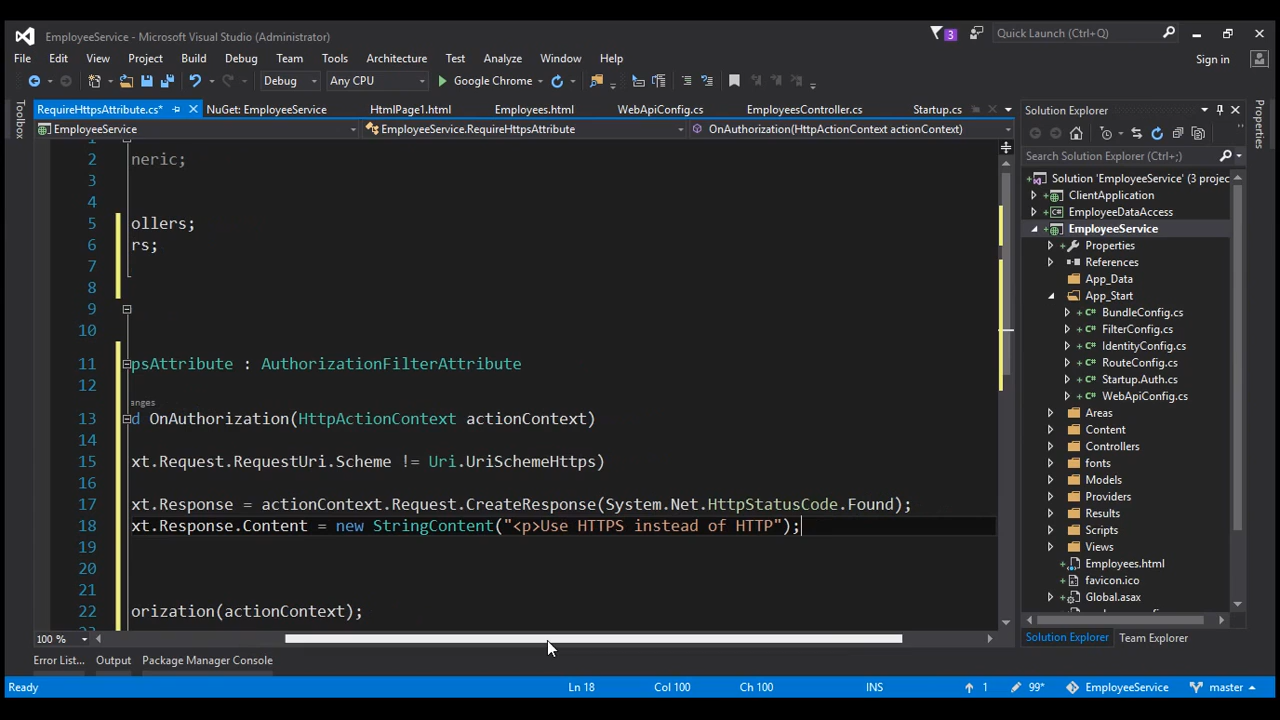 EmployeeService - Microsoft Visual Studio (Administrator)
3
Quick Launch (Ctrl+Q)
File Edit View Project Build Debug Team Tools Architecture Test Analyze Window Help
Sign in
Debug Any CPU Google Chrome
Toolbox
RequireHttpsAttribute.cs* NuGet: EmployeeService HtmlPage1.html Employees.html WebApiConfig.cs EmployeesController.cs Startup.cs
EmployeeService EmployeeService.RequireHttpsAttribute OnAuthorization(HttpActionContext actionContext)
1
2 neric;
3
4
5 ollers;
6 rs;
7
8
9
10
11 psAttribute : AuthorizationFilterAttribute
12
anges
13 d OnAuthorization(HttpActionContext actionContext)
14
15 xt.Request.RequestUri.Scheme != Uri.UriSchemeHttps)
16
17 xt.Response = actionContext.Request.CreateResponse(System.Net.HttpStatusCode.Found);
18 xt.Response.Content = new StringContent("<p>Use HTTPS instead of HTTP");
19
20
21
22 orization(actionContext);
100 %
Solution Explorer
Search Solution Explorer (Ctrl+;)
Solution 'EmployeeService' (3 projec
ClientApplication
EmployeeDataAccess
EmployeeService
Properties
References
App_Data
App_Start
BundleConfig.cs
FilterConfig.cs
IdentityConfig.cs
RouteConfig.cs
Startup.Auth.cs
WebApiConfig.cs
Areas
Content
Controllers
fonts
Models
Providers
Results
Scripts
Views
Employees.html
favicon.ico
Global.asax
Solution Explorer Team Explorer
Properties
Error List... Output Package Manager Console
Ready Ln 18 Col 100 Ch 100 INS 1 99* EmployeeService master